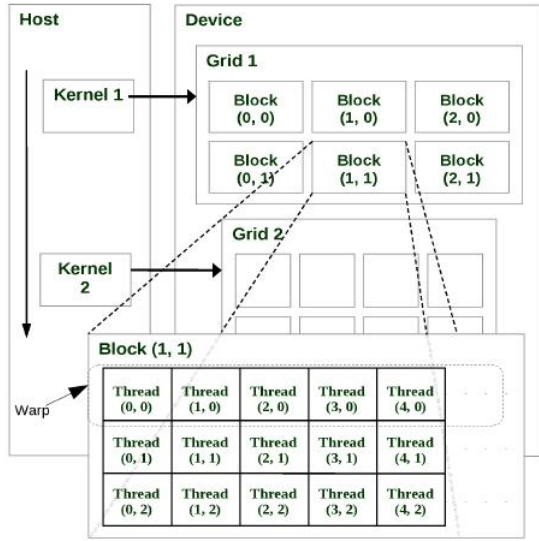 Host
Device
Grid 1
Kernel 1
Block
(0, 0)
Block
(1, 0)
Block
(2, 0)
Block
(0, 1)
Block
(1, 1)
Block
(2, 1)
Grid 2
Kernel
2
Block (1, 1)
Warp
Thread
(0, 0)
Thread
(1, 0)
Thread
(2, 0)
Thread
(3, 0)
Thread
(4, 0)
Thread
(0, 1)
Thread
(1, 1)
Thread
(2, 1)
Thread
(3, 1)
Thread
(4, 1)
Thread
(0, 2)
Thread
(1, 2)
Thread
(2, 2)
Thread
(3, 2)
Thread
(4, 2)